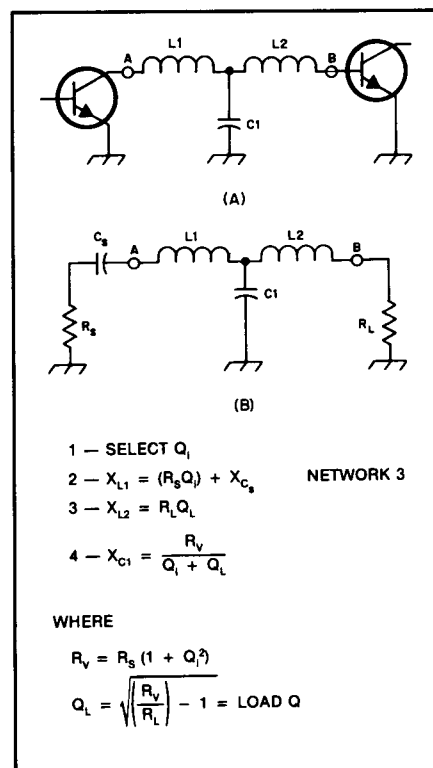 A L1 L2 B
C1
(A)
Cs A L1 L2 B
C1
Rs RL
(B)
1 — SELECT Qi
2 — XL1 = (RSQi) + XCs NETWORK 3
3 — XL2 = RLQL
4 — XC1 = RV / Qi + QL
WHERE
RV = RS (1 + Qi²)
QL = √(RV / RL) − 1 = LOAD Q